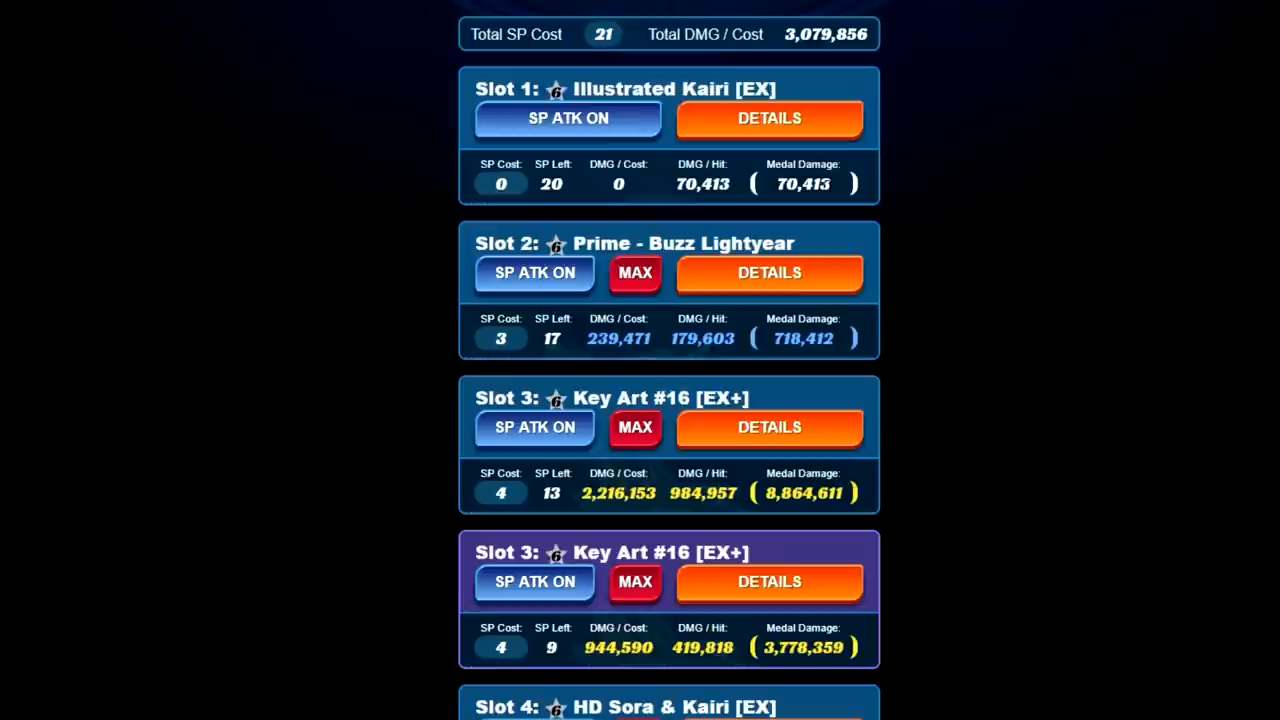 Total SP Cost 21 Total DMG / Cost 3,079,856
Slot 1: 6 Illustrated Kairi [EX]
SP ATK ON DETAILS
SP Cost: SP Left: DMG / Cost: DMG / Hit: Medal Damage:
0 20 0 70,413 ( 70,413 )
Slot 2: 6 Prime - Buzz Lightyear
SP ATK ON MAX DETAILS
SP Cost: SP Left: DMG / Cost: DMG / Hit: Medal Damage:
3 17 239,471 179,603 ( 718,412 )
Slot 3: 6 Key Art #16 [EX+]
SP ATK ON MAX DETAILS
SP Cost: SP Left: DMG / Cost: DMG / Hit: Medal Damage:
4 13 2,216,153 984,957 ( 8,864,611 )
Slot 3: 6 Key Art #16 [EX+]
SP ATK ON MAX DETAILS
SP Cost: SP Left: DMG / Cost: DMG / Hit: Medal Damage:
4 9 944,590 419,818 ( 3,778,359 )
Slot 4: 6 HD Sora & Kairi [EX]